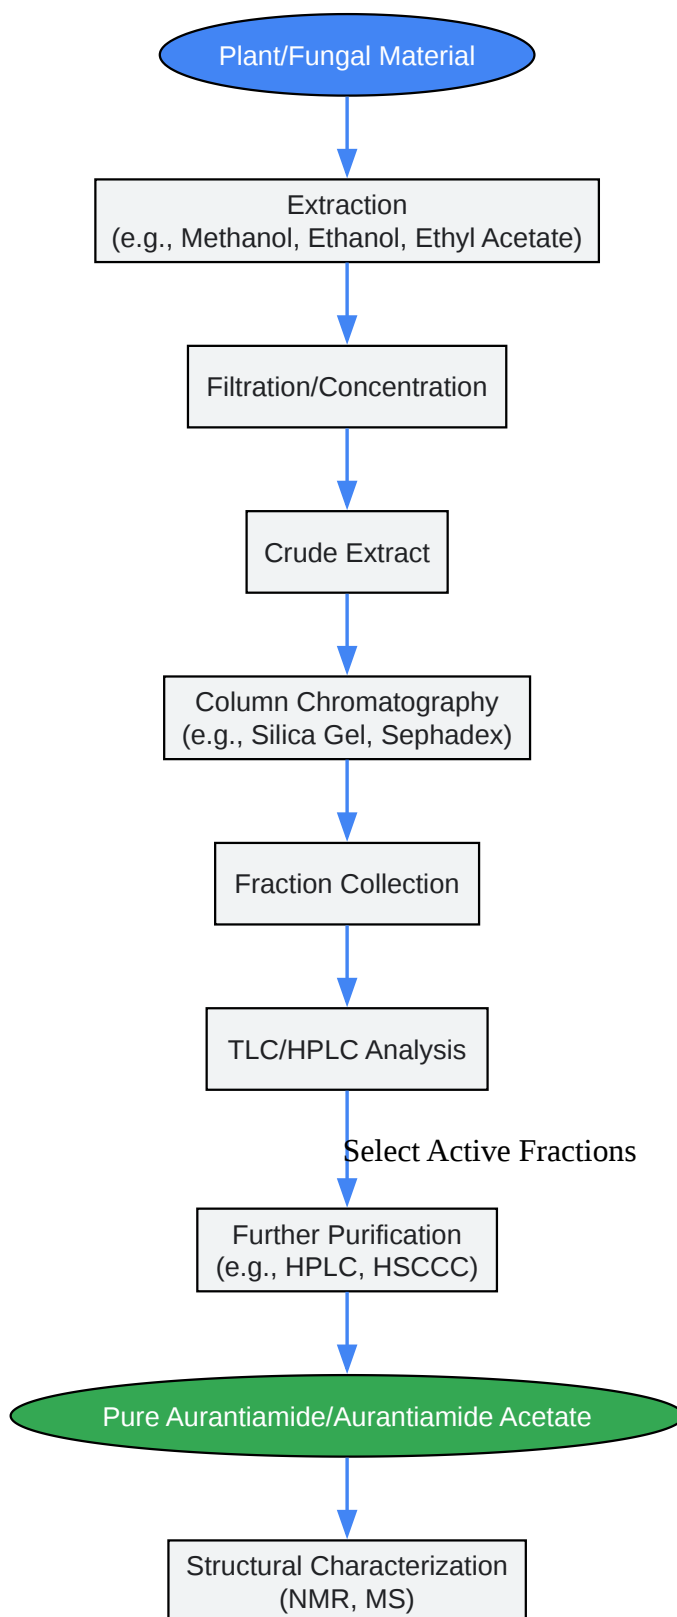 Plant/Fungal Material
Extraction
(e.g., Methanol, Ethanol, Ethyl Acetate)
Filtration/Concentration
Crude Extract
Column Chromatography
(e.g., Silica Gel, Sephadex)
Fraction Collection
TLC/HPLC Analysis
Select Active Fractions
Further Purification
(e.g., HPLC, HSCCC)
Pure Aurantiamide/Aurantiamide Acetate
Structural Characterization
(NMR, MS)